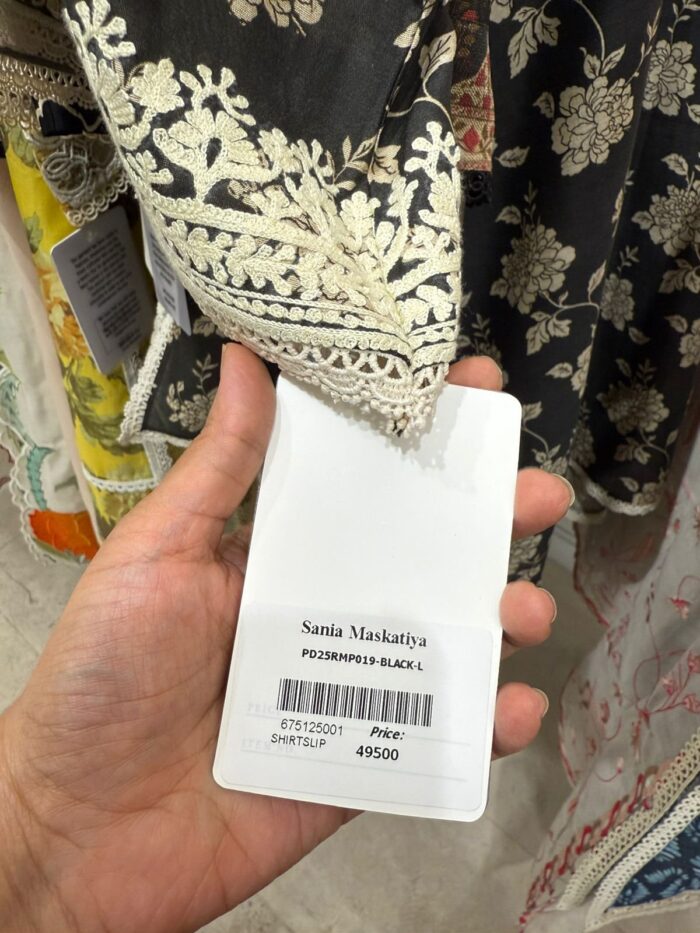 Sania Maskatiya
PD25RMP019-BLACK-L
675125001
Price:
SHIRTSLIP
49500